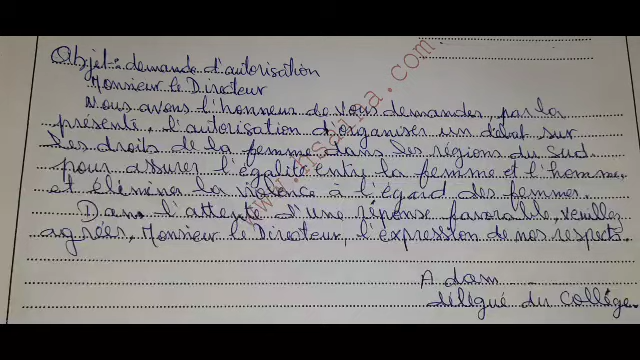 Objet : demande d'autorisation
Monsieur le Directeur
Nous avons l'honneur de vous demander, par la
présente, l'autorisation d'organiser un débat sur
les droits de la femme dans les régions du Sud
pour assurer l'égalité entre la femme et l'homme
et éliminer la violence à l'égard des femmes.
Dans l'attente d'une réponse favorable, veuillez
agréer, Monsieur le Directeur, l'expression de nos respects.
Adam
délégué du Collège